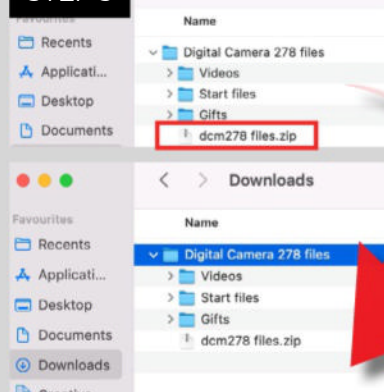 Name
Favourites
Recents
Digital Camera 278 files
Applicati...
Videos
Start files
Desktop
Gifts
Documents
dcm278 files.zip
Downloads
Favourites
Name
Recents
Digital Camera 278 files
Applicati...
Videos
Desktop
Start files
Gifts
Documents
dcm278 files.zip
Downloads